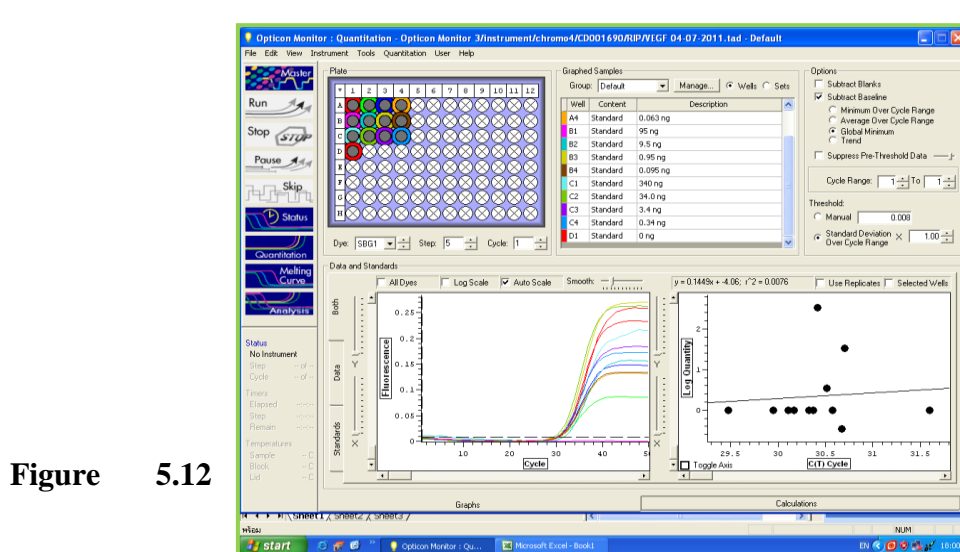 Opticon Monitor : Quantitation - Opticon Monitor 3/instrument/chromo4/CD001690/RIP/VEGF 04-07-2011.tad - Default
File Edit View Instrument Tools Quantitation User Help
Master
Run
Stop STOP
Pause
Skip
Status
Quantitation
Melting Curve
Analysis
Status
No Instrument
Step -- of --
Cycle -- of --
Timers
Elapsed --:--:--
Step --:--:--
Remain --:--:--
Temperatures
Sample -- C
Block -- C
Lid -- C
Plate
* 1 2 3 4 5 6 7 8 9 10 11 12
A
B
C
D
E
F
G
H
Dye: SBG1 Step: 5 Cycle: 1
Graphed Samples
Group: Default Manage... Wells Sets
Well Content Description
A4 Standard 0.063 ng
B1 Standard 95 ng
B2 Standard 9.5 ng
B3 Standard 0.95 ng
B4 Standard 0.095 ng
C1 Standard 340 ng
C2 Standard 34.0 ng
C3 Standard 3.4 ng
C4 Standard 0.34 ng
D1 Standard 0 ng
Options
Subtract Blanks
Subtract Baseline
Minimum Over Cycle Range
Average Over Cycle Range
Global Minimum
Trend
Suppress Pre-Threshold Data
Cycle Range: 1 To 1
Threshold:
Manual 0.008
Standard Deviation Over Cycle Range X 1.00
Data and Standards
Both
Data
Standards
All Dyes Log Scale Auto Scale Smooth:
Y
X
Fluorescence
0.25
0.2
0.15
0.1
0.05
0
10 20 30 40
Cycle
y = 0.1449x + -4.06; r^2 = 0.0076 Use Replicates Selected Wells
Y
X
Log Quantity
2
1
0
29.5 30 30.5 31 31.5
Toggle Axis C(T) Cycle
Graphs Calculations
Figure 5.12
Sheet1 / Sheet2 / Sheet3 /
พร้อม NUM
start Opticon Monitor : Qu... Microsoft Excel - Book1 EN 18:00